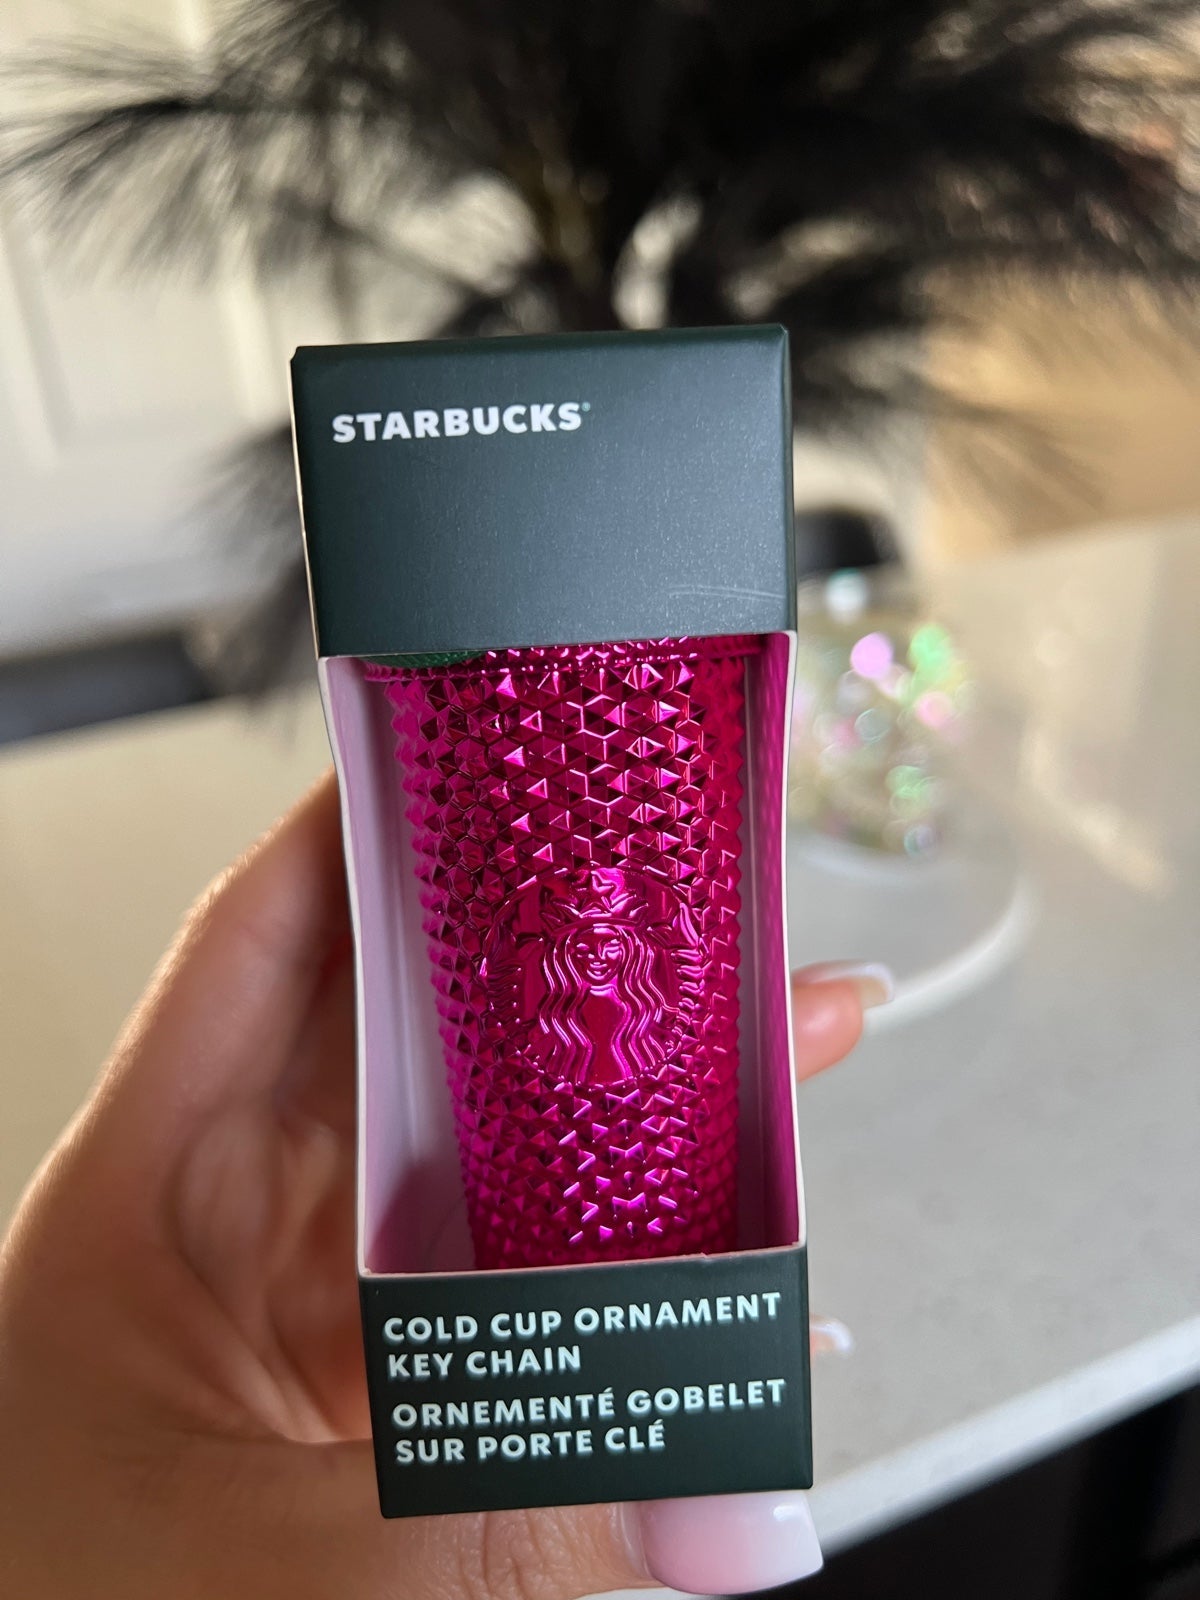 STARBUCKS®
COLD CUP ORNAMENT
KEY CHAIN
ORNEMENTÉ GOBELET
SUR PORTE CLÉ